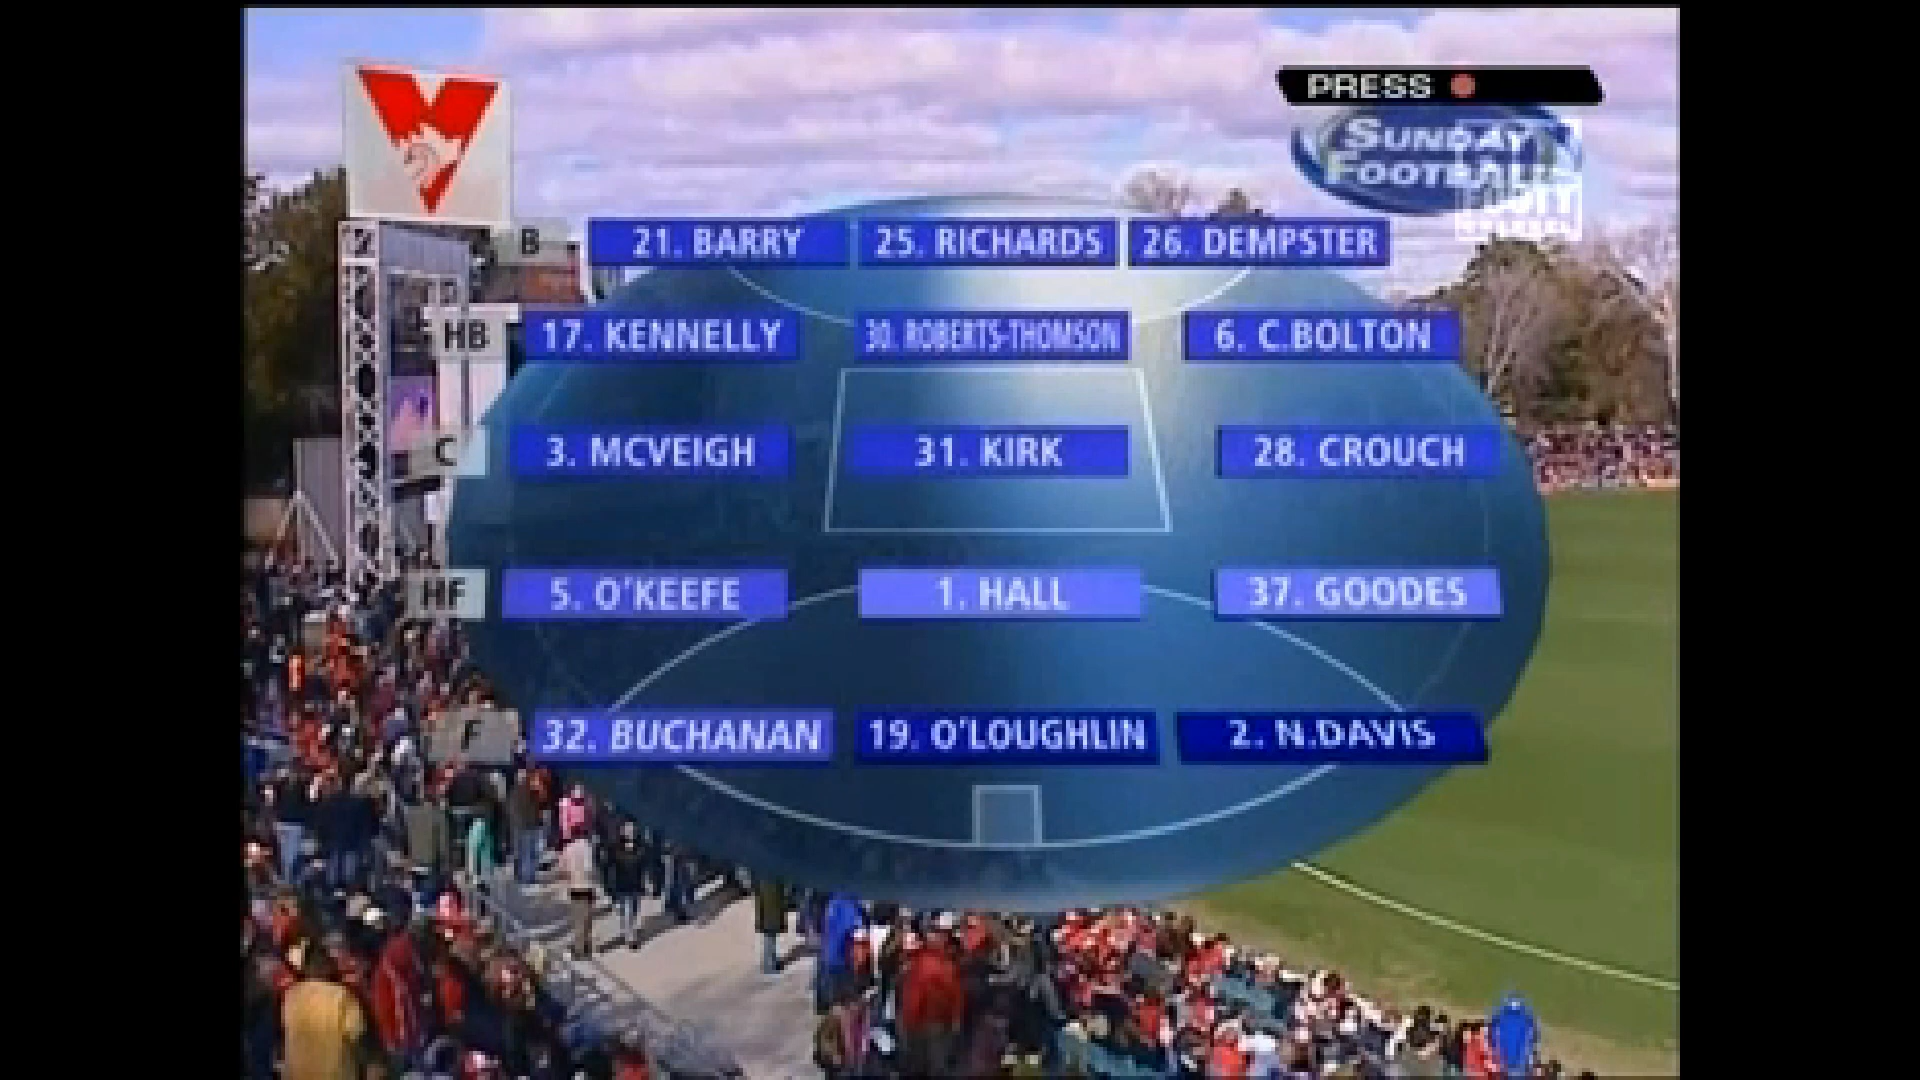 PRESS
SUNDAY
FOOTBALL
B 21. BARRY 25. RICHARDS 26. DEMPSTER
HB 17. KENNELLY 30. ROBERTS-THOMSON 6. C.BOLTON
C 3. MCVEIGH 31. KIRK 28. CROUCH
HF 5. O'KEEFE 1. HALL 37. GOODES
F 32. BUCHANAN 19. O'LOUGHLIN 2. N.DAVIS